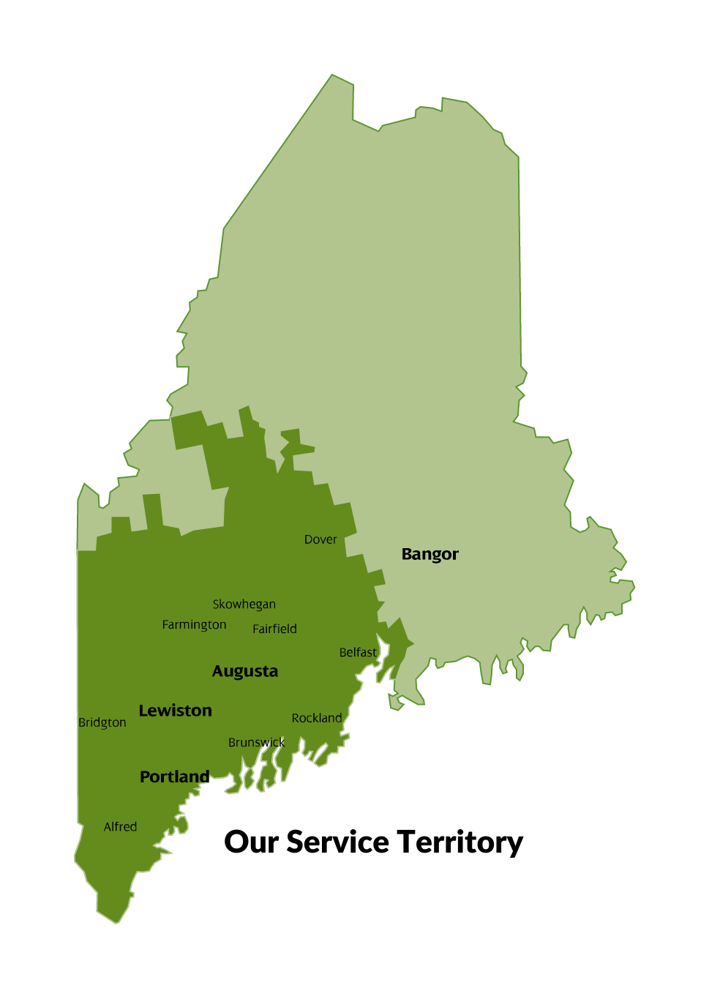 Dover
Bangor
Skowhegan
Farmington
Fairfield
Belfast
Augusta
Lewiston
Rockland
Bridgton
Brunswick
Portland
Alfred
Our Service Territory